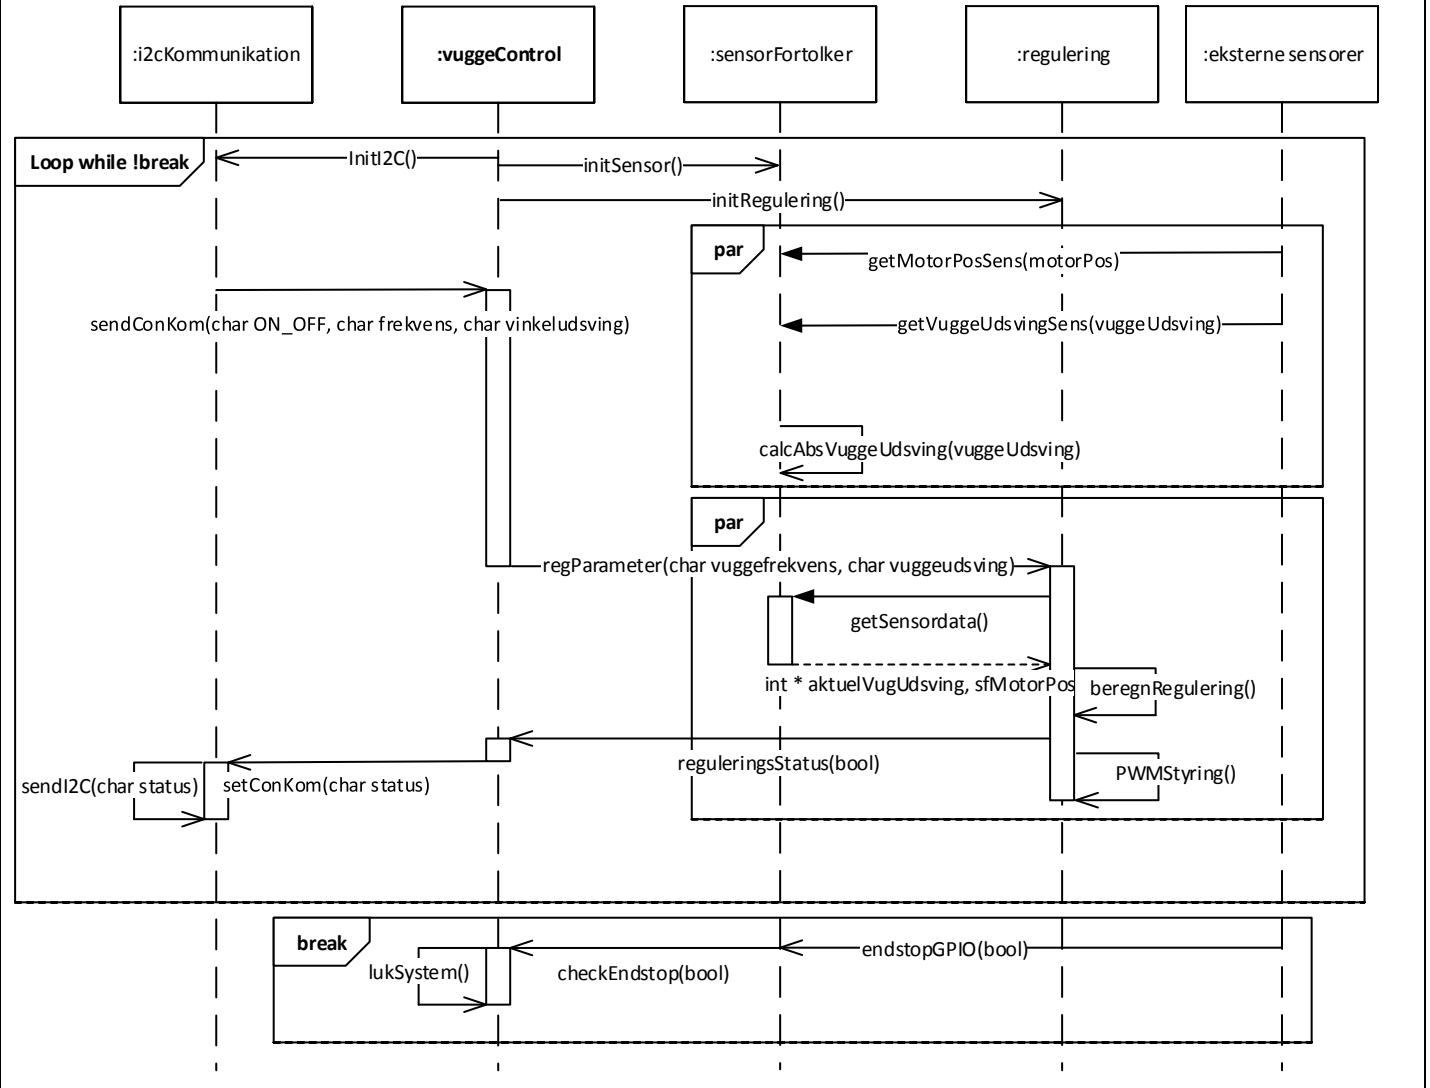 :i2cKommunikation
:vuggeControl
:sensorFortolker
:regulering
:eksterne sensorer
Loop while !break
InitI2C()
initSensor()
initRegulering()
par
getMotorPosSens(motorPos)
sendConKom(char ON_OFF, char frekvens, char vinkeludsving)
getVuggeUdsvingSens(vuggeUdsving)
calcAbsVuggeUdsving(vuggeUdsving)
par
regParameter(char vuggefrekvens, char vuggeudsving)
getSensordata()
int * aktuelVugUdsving, sfMotorPos
beregnRegulering()
reguleringsStatus(bool)
PWMStyring()
sendI2C(char status)
setConKom(char status)
break
endstopGPIO(bool)
lukSystem()
checkEndstop(bool)